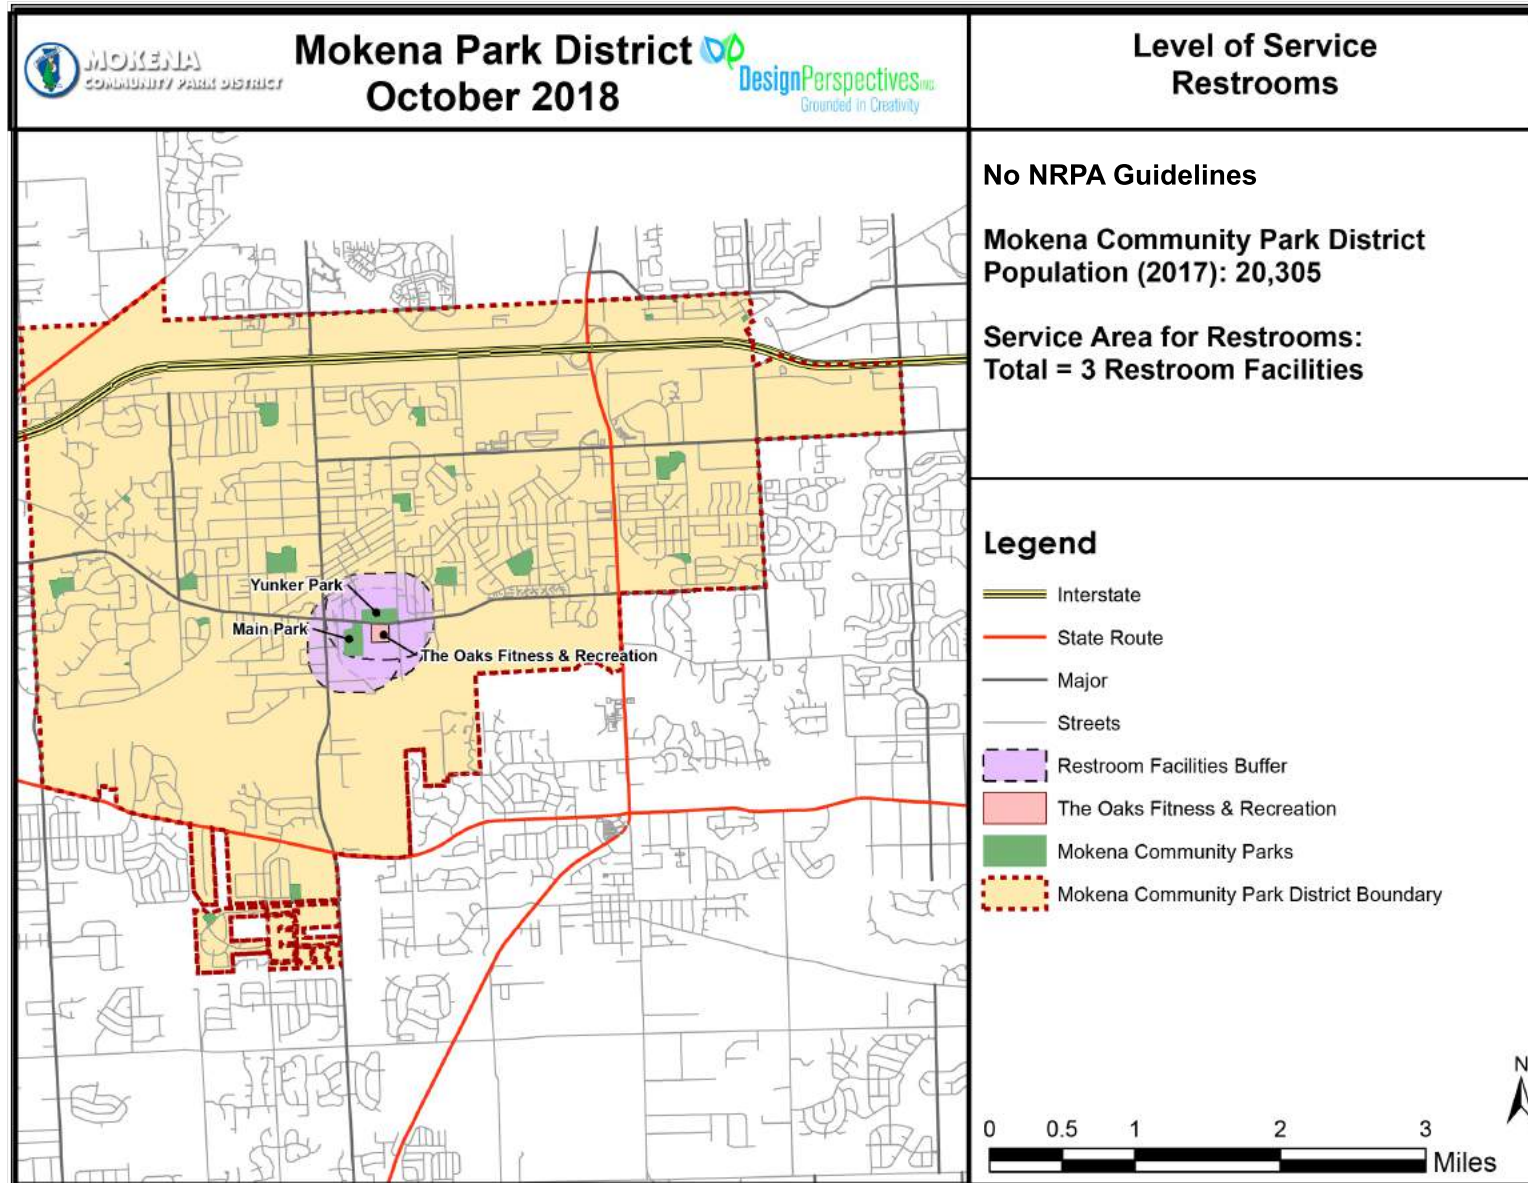 MOKENA
COMMUNITY PARK DISTRICT
Mokena Park District
October 2018
DesignPerspectives INC
Grounded in Creativity
Level of Service
Restrooms
No NRPA Guidelines
Mokena Community Park District
Population (2017): 20,305
Service Area for Restrooms:
Total = 3 Restroom Facilities
Yunker Park
Main Park
The Oaks Fitness & Recreation
Legend
Interstate
State Route
Major
Streets
Restroom Facilities Buffer
The Oaks Fitness & Recreation
Mokena Community Parks
Mokena Community Park District Boundary
N
0 0.5 1 2 3
Miles